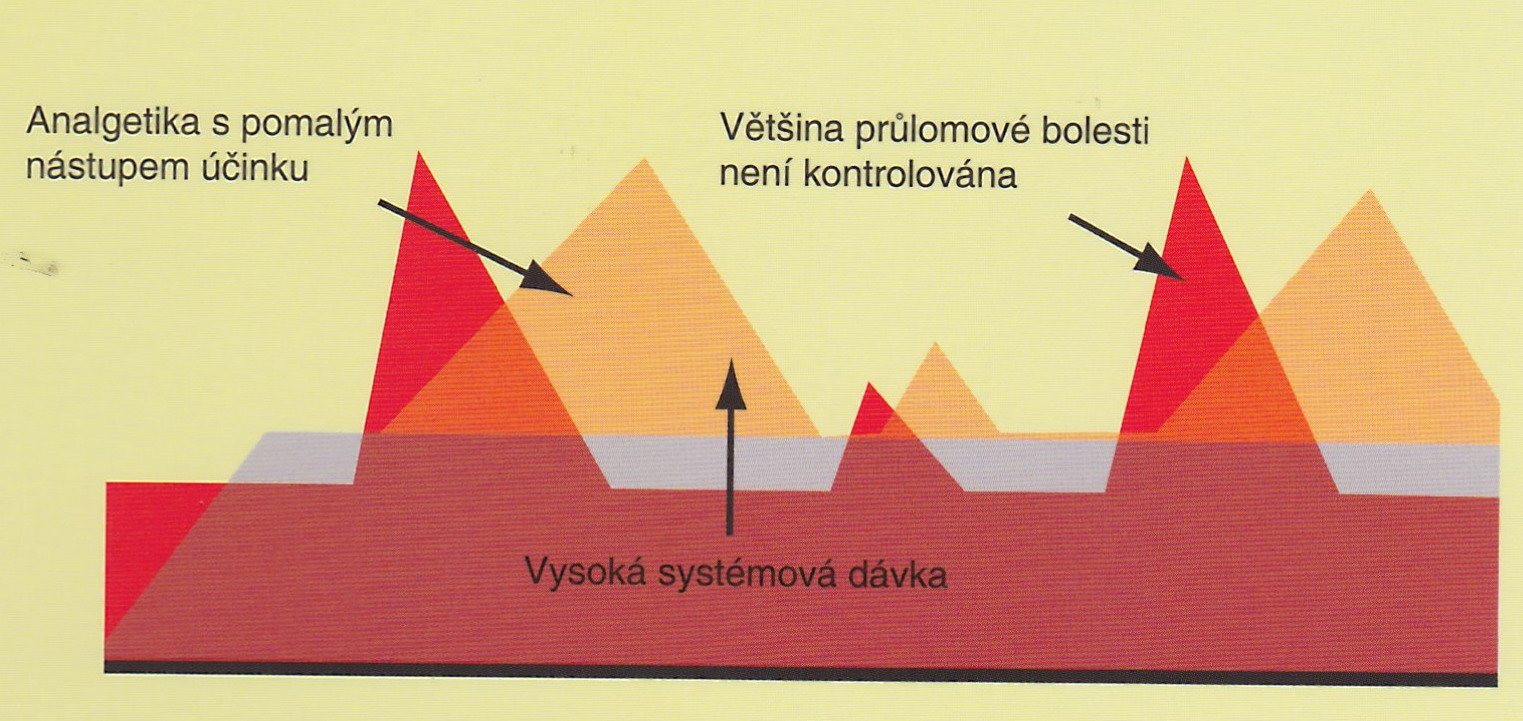 Analgetika s pomalým
nástupem účinku
Většina průlomové bolesti
není kontrolována
Vysoká systémová dávka